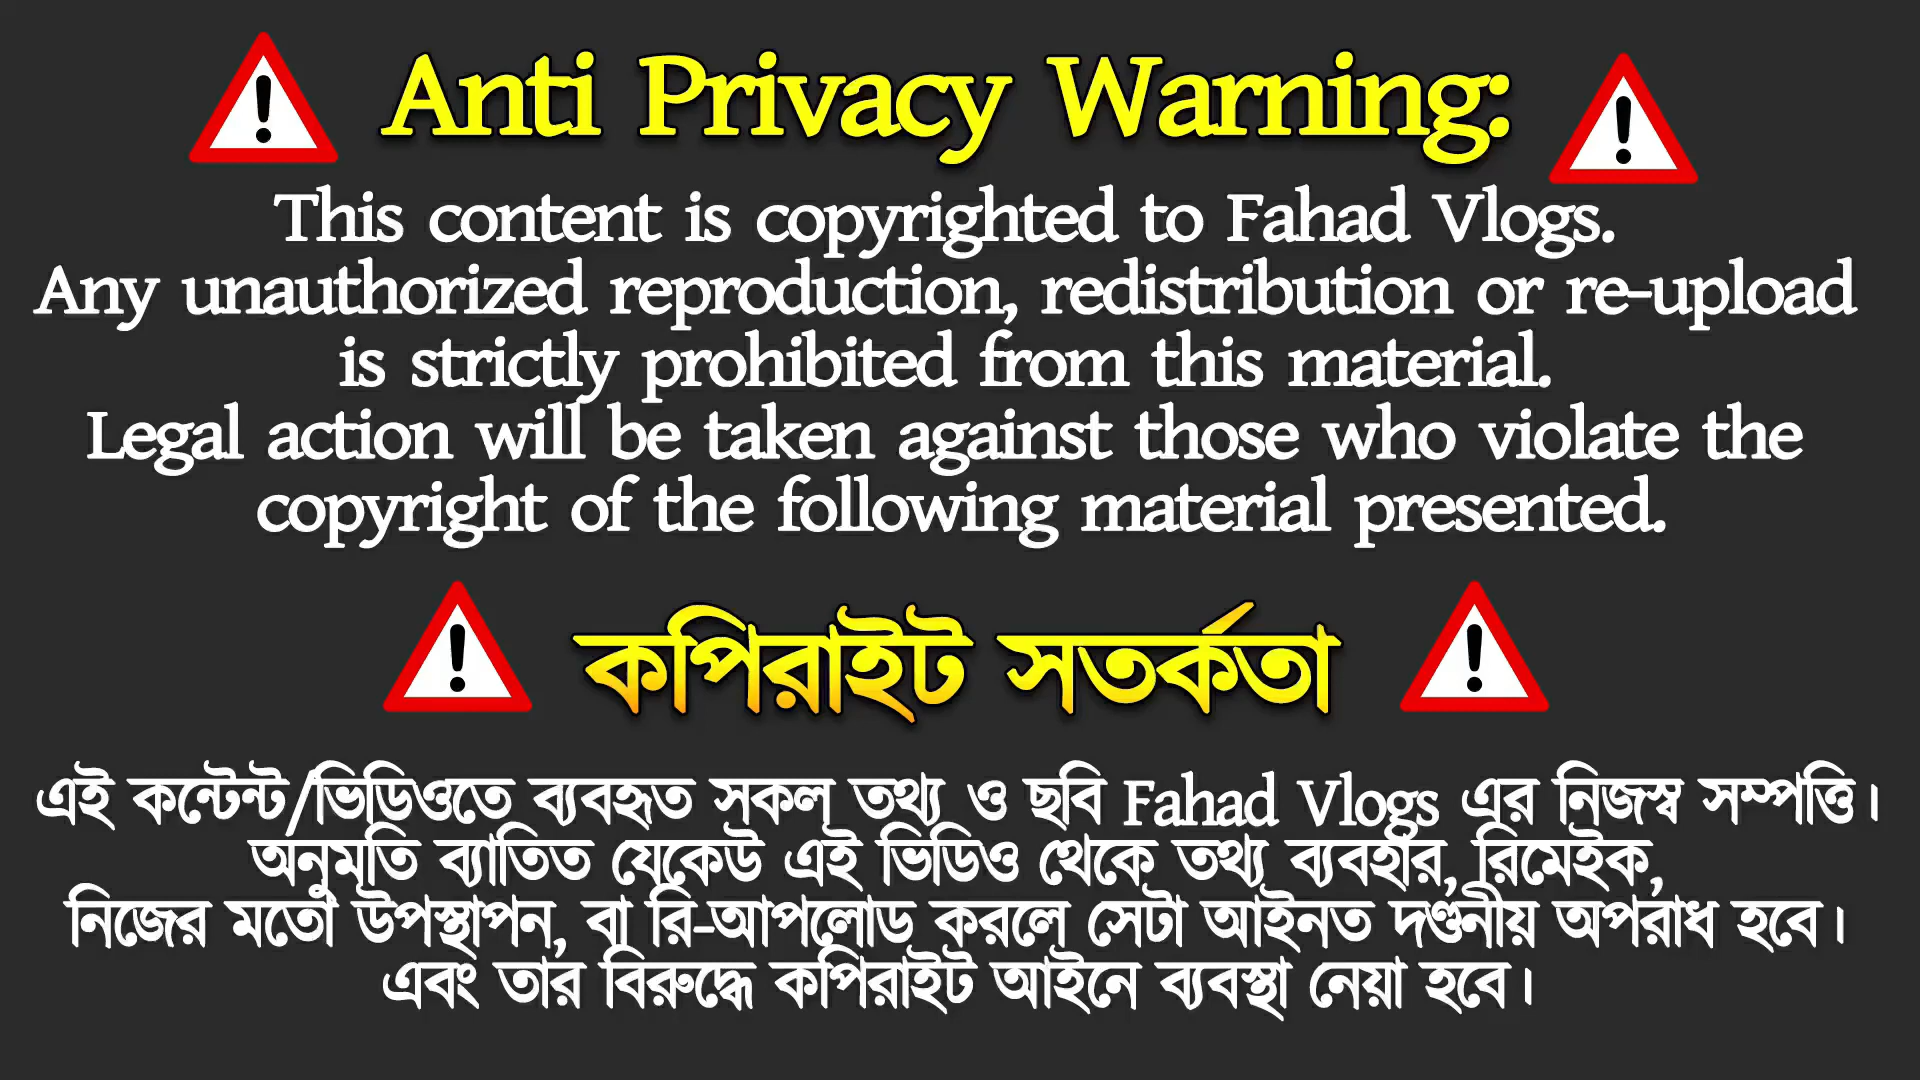 Anti Privacy Warning:
This content is copyrighted to Fahad Vlogs.
Any unauthorized reproduction, redistribution or re-upload
is strictly prohibited from this material.
Legal action will be taken against those who violate the
copyright of the following material presented.
কপিরাইট সতর্কতা
এই কন্টেন্ট/ভিডিওতে ব্যবহৃত সকল তথ্য ও ছবি Fahad Vlogs এর নিজস্ব সম্পত্তি।
অনুমতি ব্যাতিত যেকেউ এই ভিডিও থেকে তথ্য ব্যবহার, রিমেইক,
নিজের মতো উপস্থাপন, বা রি-আপলোড করলে সেটা আইনত দণ্ডনীয় অপরাধ হবে।
এবং তার বিরুদ্ধে কপিরাইট আইনে ব্যবস্থা নেয়া হবে।